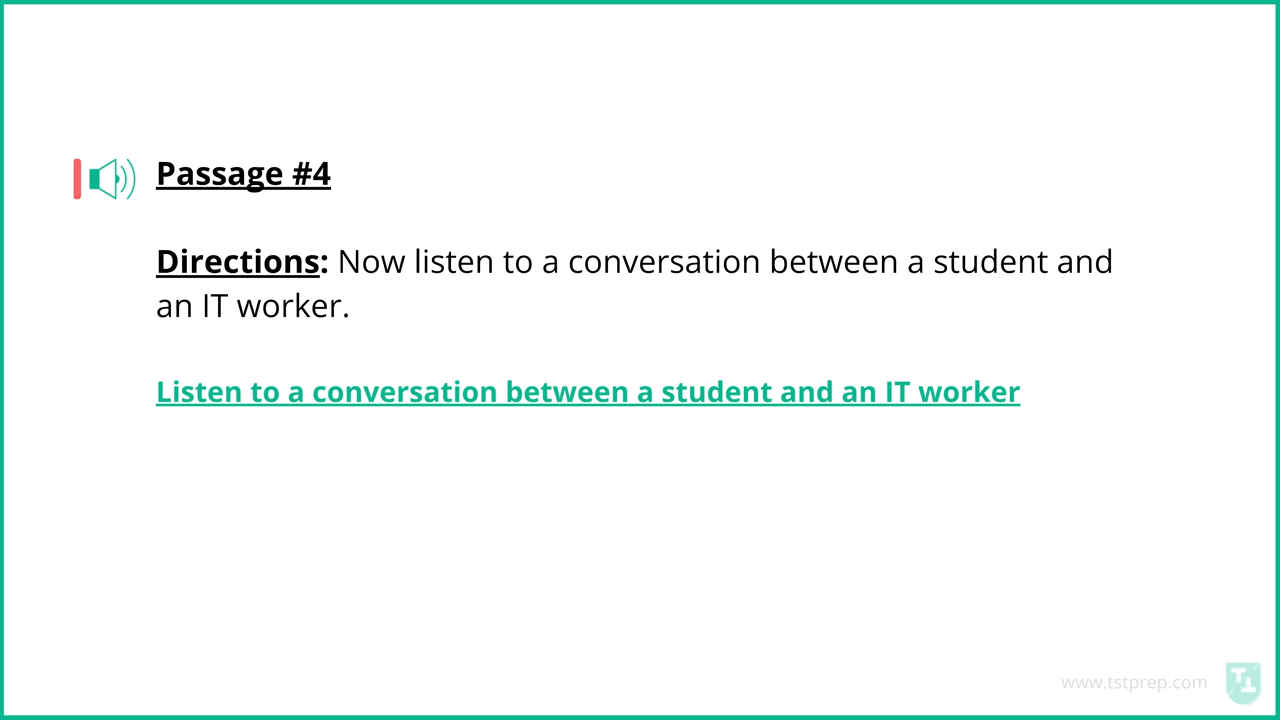 Passage #4
Directions: Now listen to a conversation between a student and
an IT worker.
Listen to a conversation between a student and an IT worker
www.tstprep.com